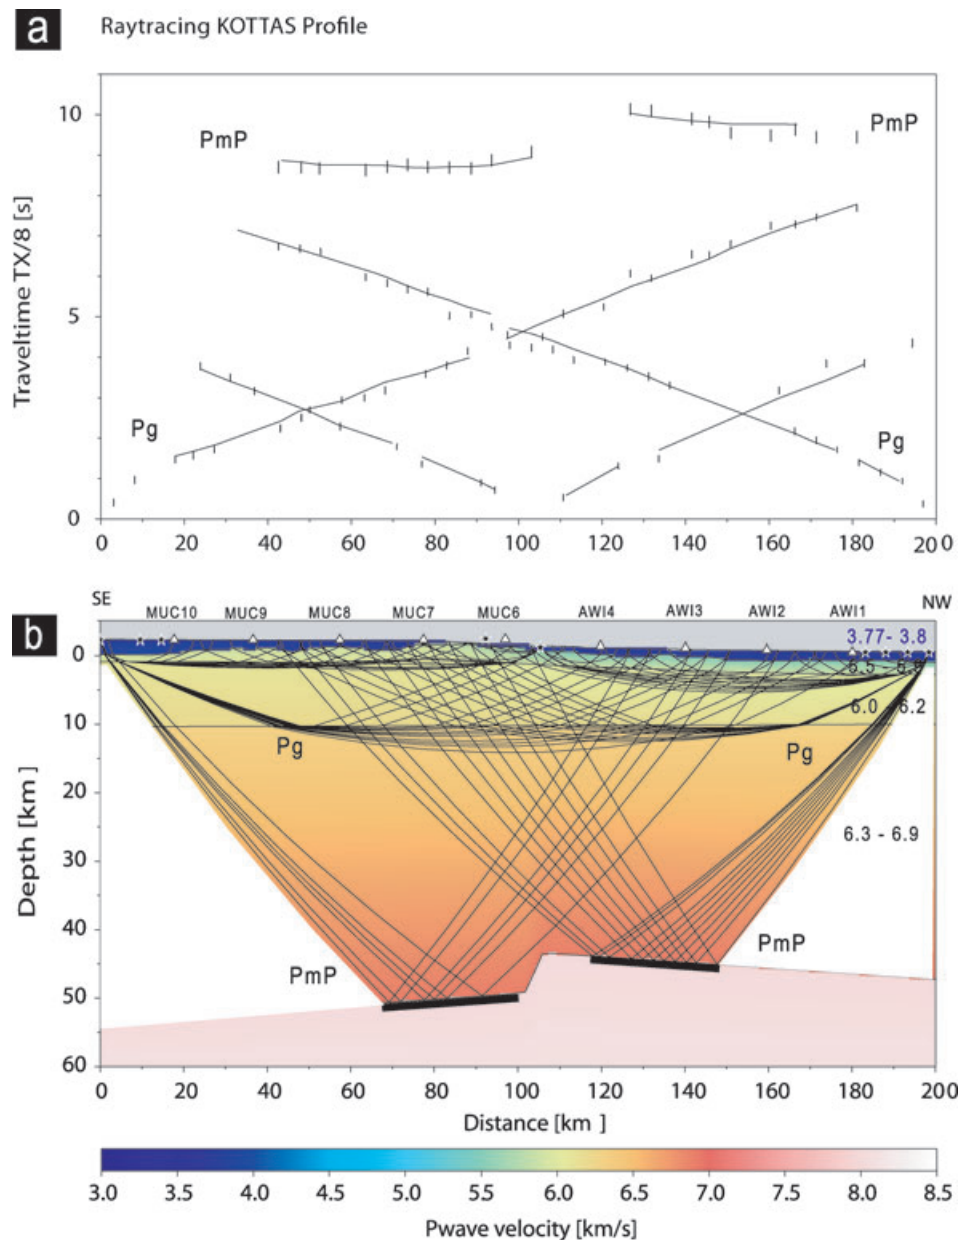 a Raytracing KOTTAS Profile
10
PmP
PmP
Traveltime TX/8 [s]
5
Pg
Pg
0
0 20 40 60 80 100 120 140 160 180 200
SE
NW
MUC10 MUC9 MUC8 MUC7 MUC6 AWI4 AWI3 AWI2 AWI1
b
3.77- 3.8
0
6.0 6.2
10
Pg
Pg
20
Depth [km]
30
6.3 - 6.9
40
PmP
PmP
50
60
0 20 40 60 80 100 120 140 160 180 200
Distance [km ]
3.0 3.5 4.0 4.5 5.0 5.5 6.0 6.5 7.0 7.5 8.0 8.5
Pwave velocity [km/s]